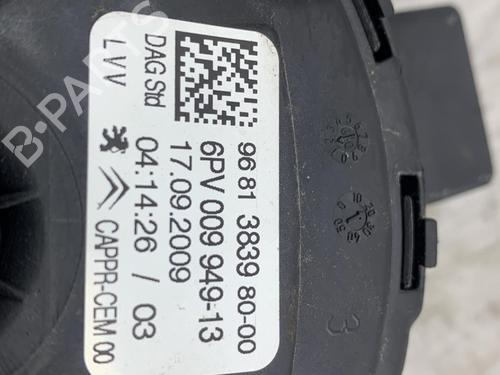 96 81 3839 80-00
6PV 009 949-13
17.09.2009
04:14:26 / 03
CAPPR-CEM 00
DAG Std
LVV
3
B-PARTS